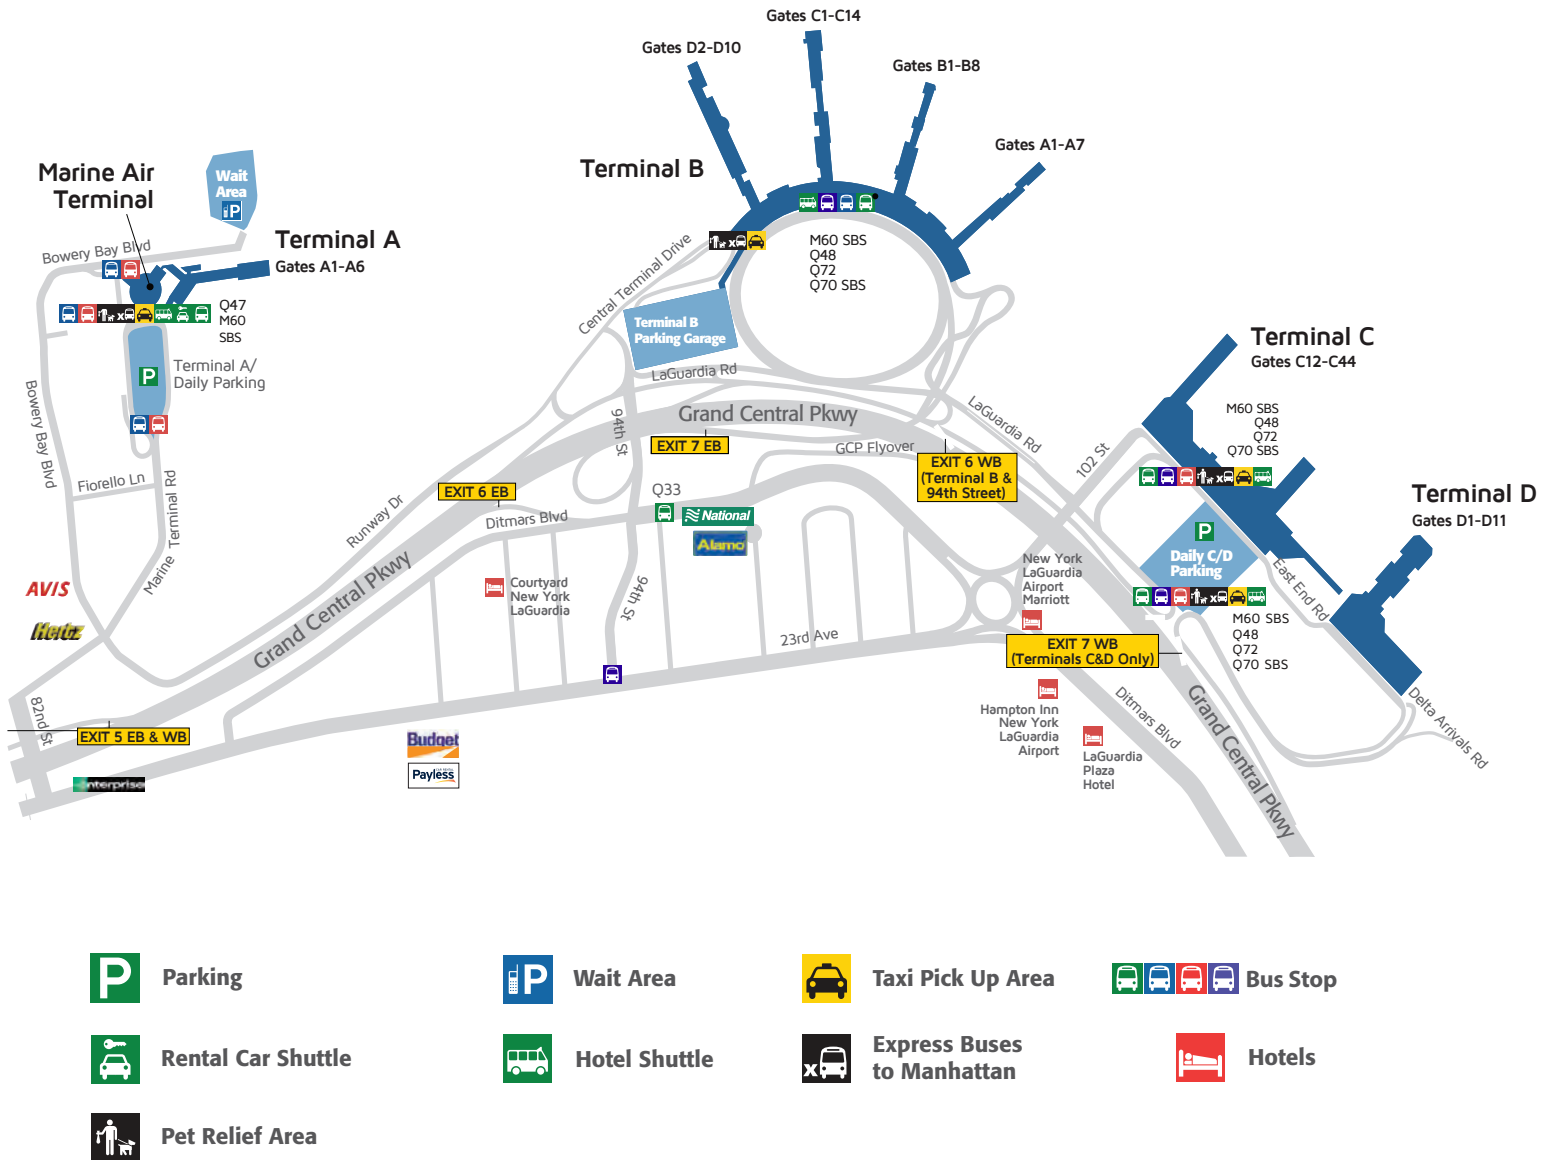 Gates C1-C14
Gates D2-D10
Gates B1-B8
Gates A1-A7
Terminal B
Marine Air
Terminal
Wait
Area
P
Bowery Bay Blvd
Terminal A
Gates A1-A6
Q47
M60
SBS
x
P
Terminal A/
Daily Parking
Bowery Bay Blvd
Fiorello Ln
Marine Terminal Rd
AVIS
Hertz
82nd St
EXIT 5 EB & WB
enterprise
Central Terminal Drive
x
M60 SBS
Q48
Q72
Q70 SBS
Terminal B
Parking Garage
LaGuardia Rd
Grand Central Pkwy
94th St
EXIT 7 EB
GCP Flyover
EXIT 6 WB
(Terminal B &
94th Street)
LaGuardia Rd
102 St
EXIT 6 EB
Runway Dr
Ditmars Blvd
Q33
National
Alamo
Grand Central Pkwy
Courtyard
New York
LaGuardia
94th St
23rd Ave
Budget
Payless
CAR RENTAL
New York
LaGuardia
Airport
Marriott
EXIT 7 WB
(Terminals C&D Only)
Hampton Inn
New York
LaGuardia
Airport
LaGuardia
Plaza
Hotel
Ditmars Blvd
Grand Central Pkwy
Terminal C
Gates C12-C44
M60 SBS
Q48
Q72
Q70 SBS
x
P
Daily C/D
Parking
x
M60 SBS
Q48
Q72
Q70 SBS
East End Rd
Terminal D
Gates D1-D11
Delta Arrivals Rd
P Parking
P Wait Area
Taxi Pick Up Area
Bus Stop
Rental Car Shuttle
Hotel Shuttle
x
Express Buses
to Manhattan
Hotels
Pet Relief Area